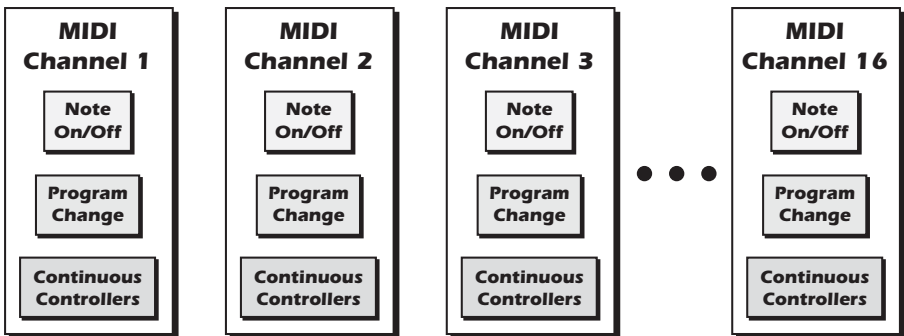 MIDI
Channel 1
Note
On/Off
Program
Change
Continuous
Controllers
MIDI
Channel 2
Note
On/Off
Program
Change
Continuous
Controllers
MIDI
Channel 3
Note
On/Off
Program
Change
Continuous
Controllers
MIDI
Channel 16
Note
On/Off
Program
Change
Continuous
Controllers